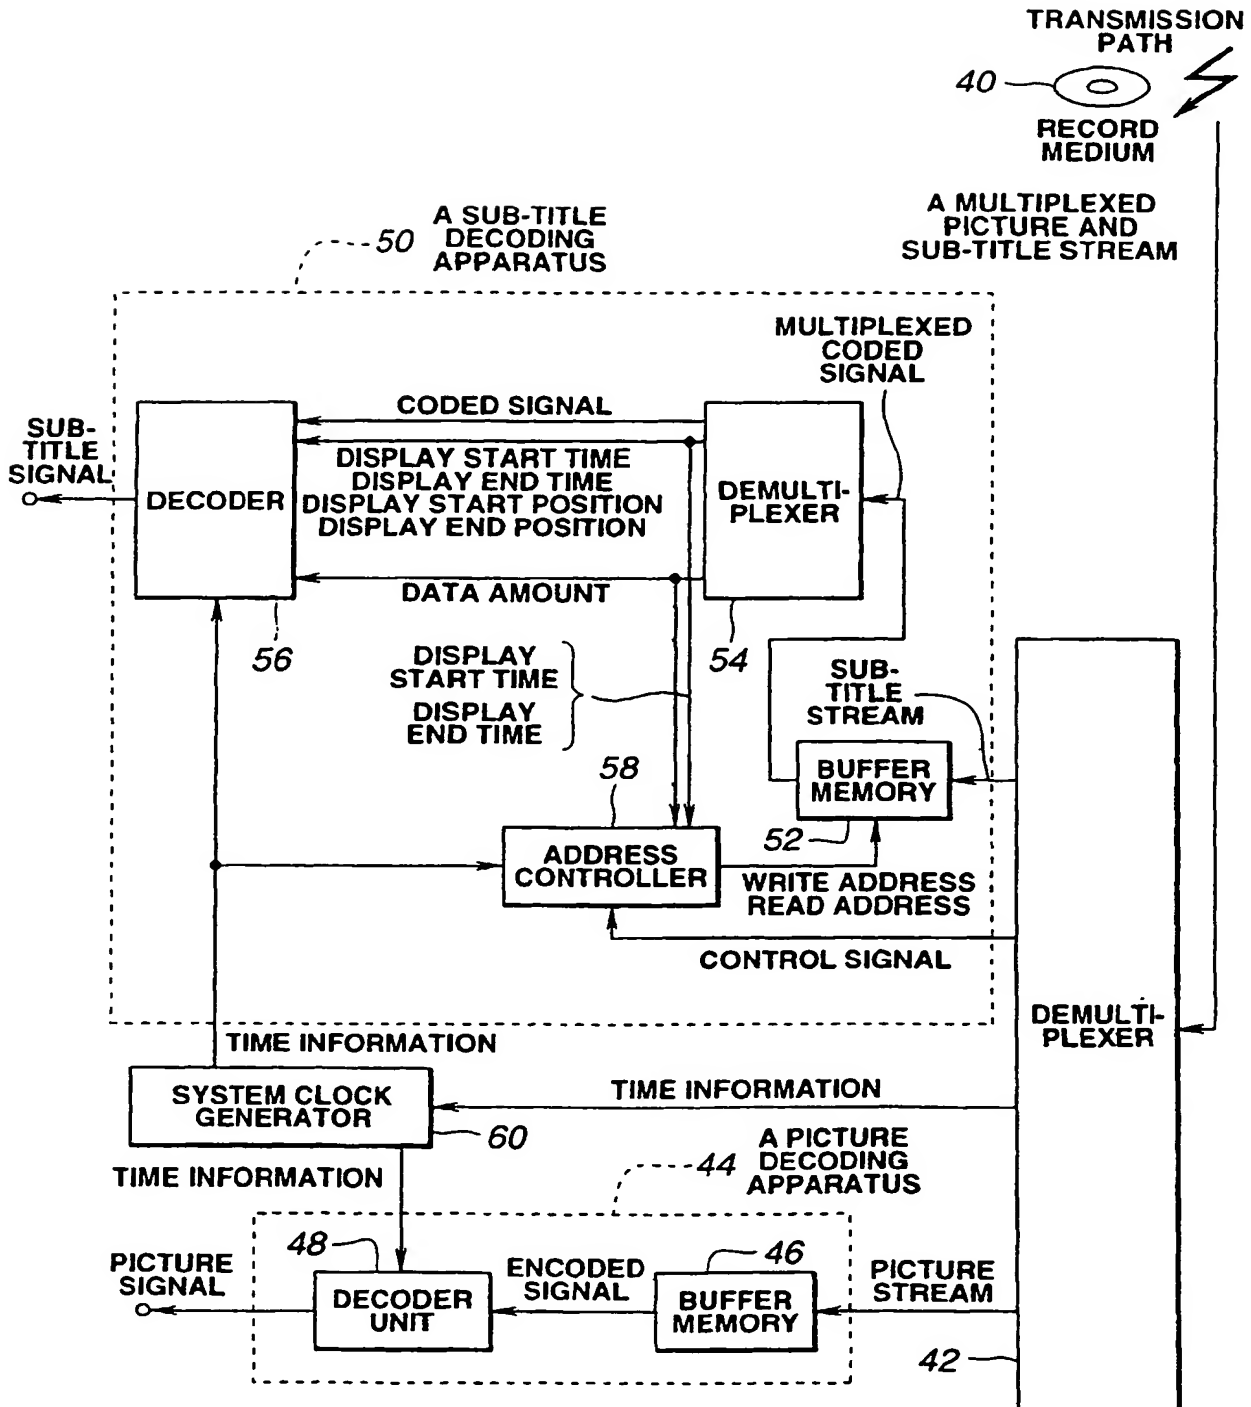 TRANSMISSION
PATH
40
RECORD
MEDIUM
A MULTIPLEXED
PICTURE AND
SUB-TITLE STREAM
50
A SUB-TITLE
DECODING
APPARATUS
MULTIPLEXED
CODED
SIGNAL
CODED SIGNAL
SUB-
TITLE
SIGNAL
DECODER
DISPLAY START TIME
DISPLAY END TIME
DISPLAY START POSITION
DISPLAY END POSITION
DEMULTI-
PLEXER
DATA AMOUNT
56
54
DISPLAY
START TIME
DISPLAY
END TIME
SUB-
TITLE
STREAM
58
BUFFER
MEMORY
52
ADDRESS
CONTROLLER
WRITE ADDRESS
READ ADDRESS
CONTROL SIGNAL
DEMULTI-
PLEXER
TIME INFORMATION
SYSTEM CLOCK
GENERATOR
60
TIME INFORMATION
TIME INFORMATION
44
A PICTURE
DECODING
APPARATUS
PICTURE
SIGNAL
48
DECODER
UNIT
ENCODED
SIGNAL
46
BUFFER
MEMORY
PICTURE
STREAM
42